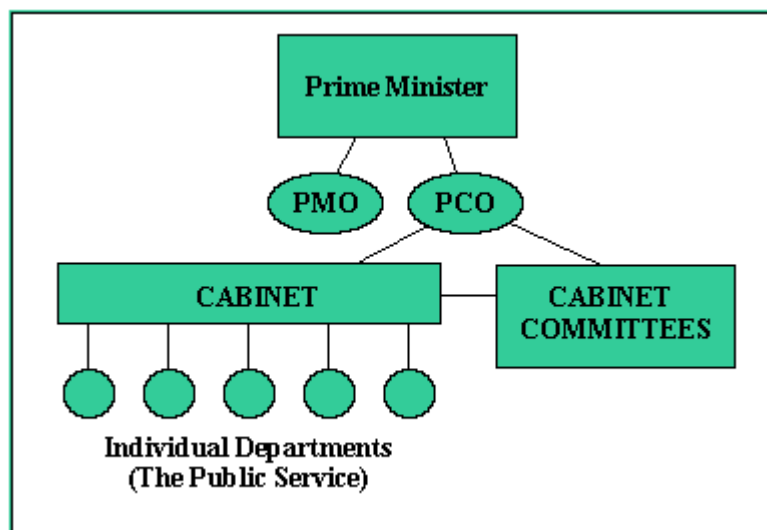 Prime Minister
PMO
PCO
CABINET
CABINET
COMMITTEES
Individual Departments
(The Public Service)